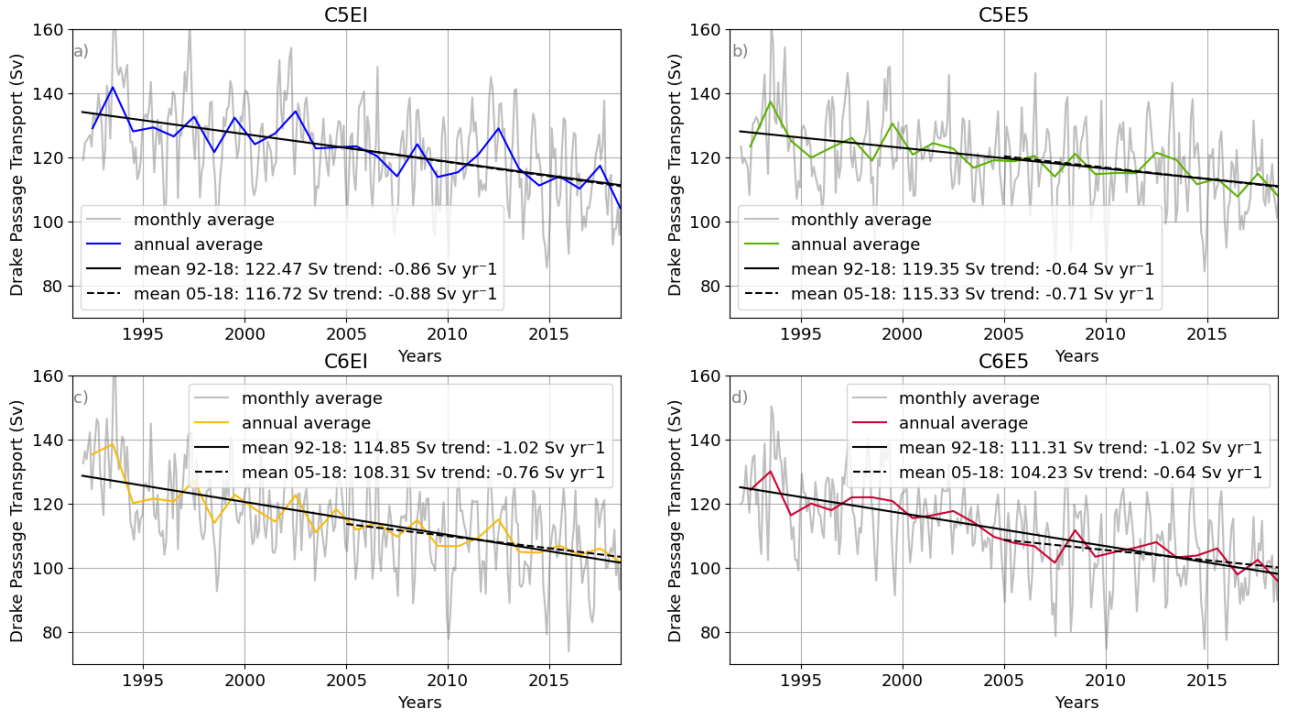 C5EI
160
140
120
100
80
Drake Passage Transport (Sv)
a)
monthly average
annual average
mean 92-18: 122.47 Sv trend: -0.86 Sv yr⁻¹
mean 05-18: 116.72 Sv trend: -0.88 Sv yr⁻¹
1995 2000 2005 2010 2015
Years
C5E5
160
140
120
100
80
Drake Passage Transport (Sv)
b)
monthly average
annual average
mean 92-18: 119.35 Sv trend: -0.64 Sv yr⁻¹
mean 05-18: 115.33 Sv trend: -0.71 Sv yr⁻¹
1995 2000 2005 2010 2015
Years
C6EI
160
140
120
100
80
Drake Passage Transport (Sv)
c)
monthly average
annual average
mean 92-18: 114.85 Sv trend: -1.02 Sv yr⁻¹
mean 05-18: 108.31 Sv trend: -0.76 Sv yr⁻¹
1995 2000 2005 2010 2015
Years
C6E5
160
140
120
100
80
Drake Passage Transport (Sv)
d)
monthly average
annual average
mean 92-18: 111.31 Sv trend: -1.02 Sv yr⁻¹
mean 05-18: 104.23 Sv trend: -0.64 Sv yr⁻¹
1995 2000 2005 2010 2015
Years